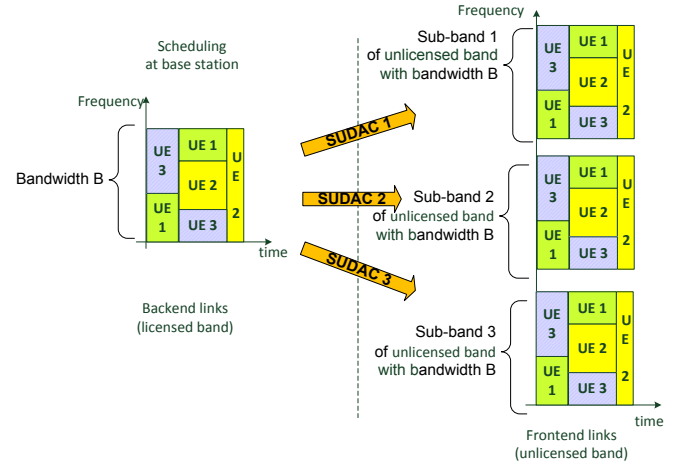 Scheduling
at base station
Frequency
Bandwidth B
UE
3
UE
1
UE 1
UE 2
UE 3
U
E
2
time
Backend links
(licensed band)
SUDAC 1
SUDAC 2
SUDAC 3
Frequency
Sub-band 1
of unlicensed band
with bandwidth B
UE
3
UE
1
UE 1
UE 2
UE 3
U
E
2
Sub-band 2
of unlicensed band
with bandwidth B
UE
3
UE
1
UE 1
UE 2
UE 3
U
E
2
Sub-band 3
of unlicensed band
with bandwidth B
UE
3
UE
1
UE 1
UE 2
UE 3
U
E
2
time
Frontend links
(unlicensed band)